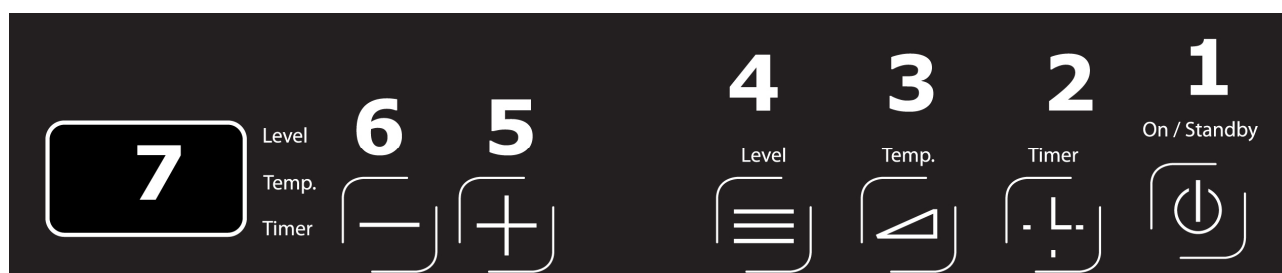 7
Level
Temp.
Timer
6
5
4
Level
3
Temp.
2
Timer
1
On / Standby